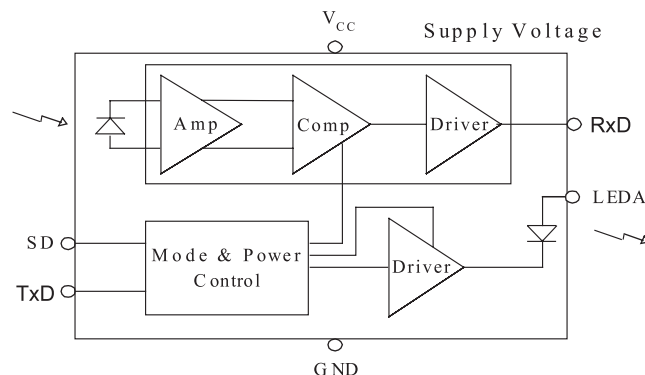 VCC
Supply Voltage
Amp
Comp
Driver
RxD
LEDA
SD
Mode & Power
Control
Driver
TxD
GND